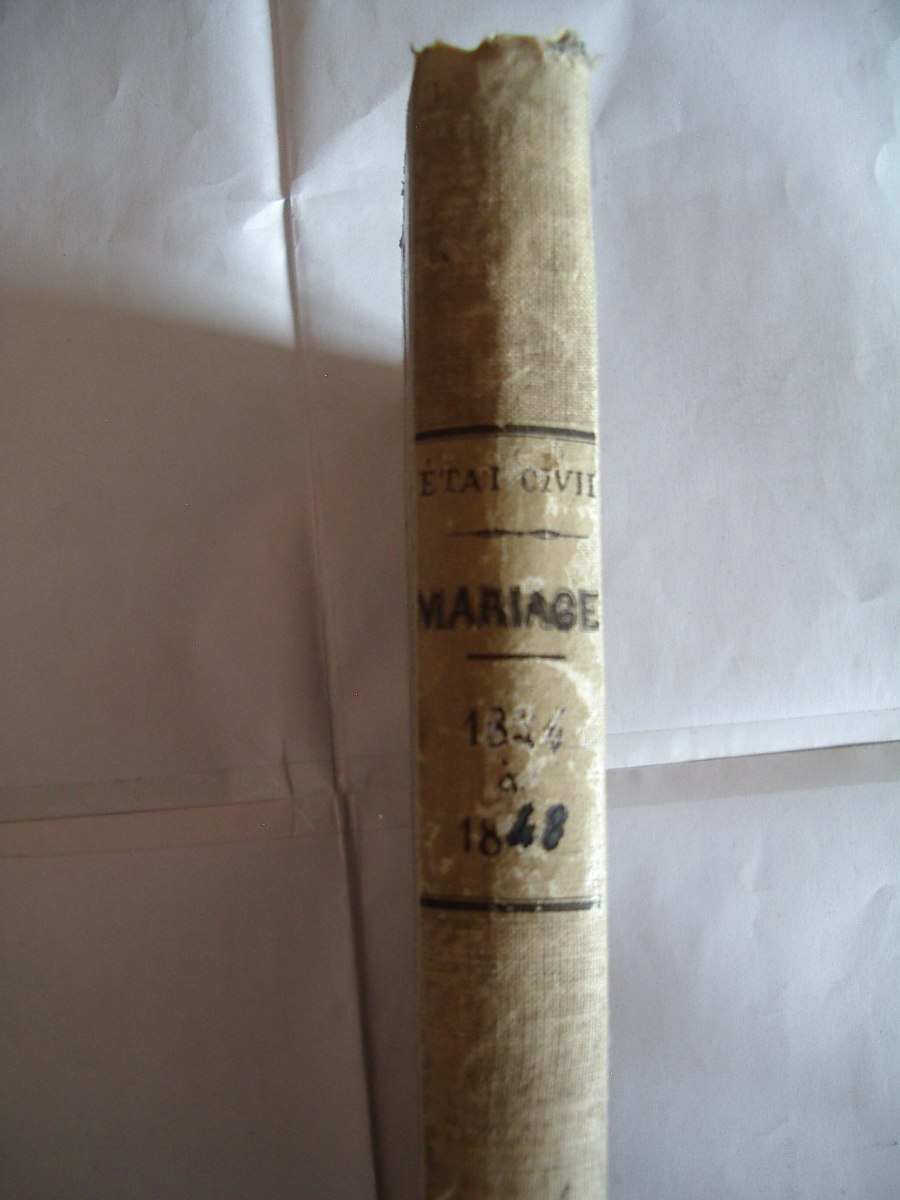 ÉTAT CIVIL
MARIAGE
1834
à
1848